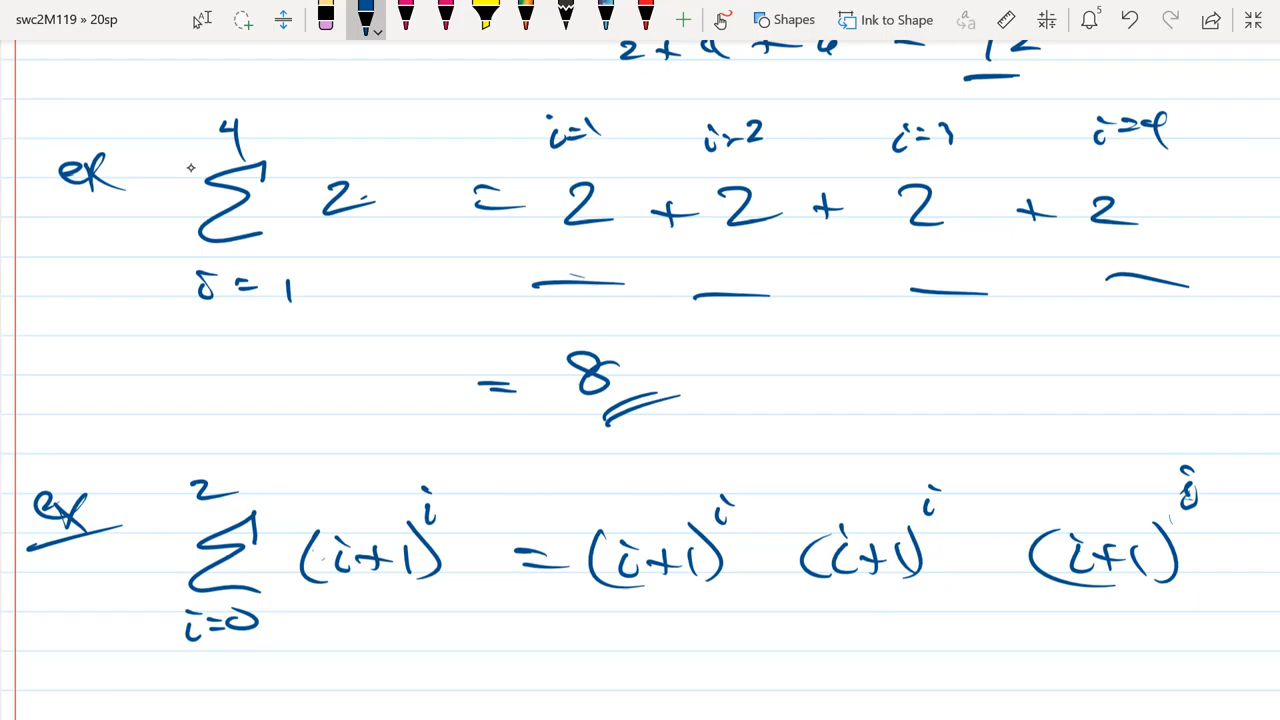 swc2M119 » 20sp Shapes Ink to Shape 5
2 + 4 + 6 = 12
4 i=1 i=2 i=3 i=4
ex Σ 2 = 2 + 2 + 2 + 2
i = 1
= 8
2 i i i i
ex Σ (i+1) = (i+1) (i+1) (i+1)
i=0